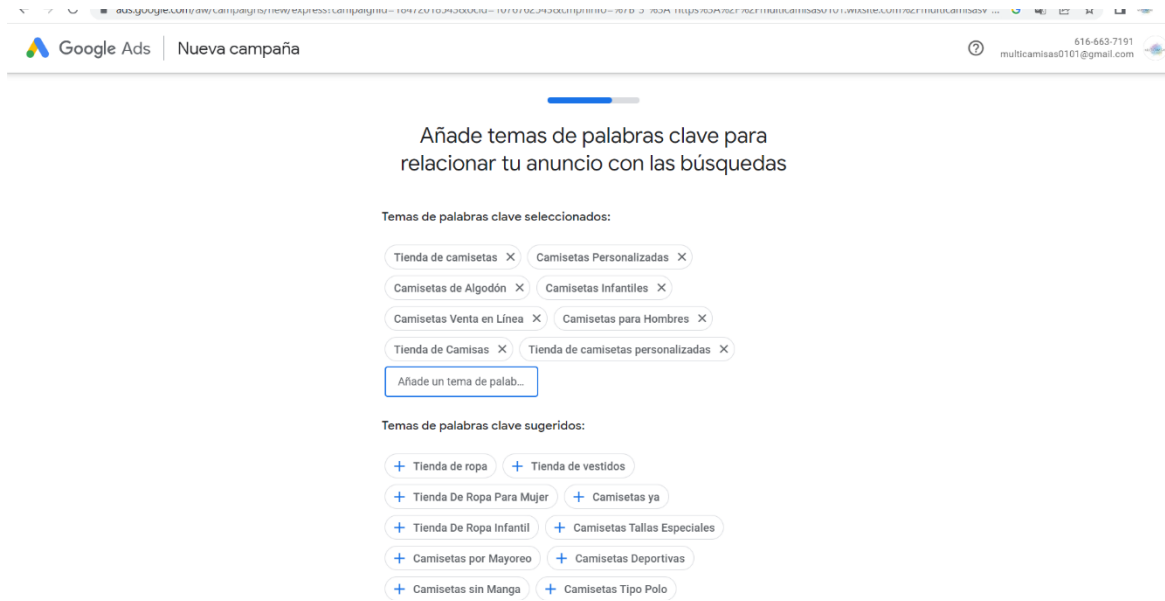 Google Ads Nueva campaña
616-663-7191
multicamisas0101@gmail.com
Añade temas de palabras clave para
relacionar tu anuncio con las búsquedas
Temas de palabras clave seleccionados:
Tienda de camisetas × Camisetas Personalizadas ×
Camisetas de Algodón × Camisetas Infantiles ×
Camisetas Venta en Línea × Camisetas para Hombres ×
Tienda de Camisas × Tienda de camisetas personalizadas ×
Añade un tema de palab...
Temas de palabras clave sugeridos:
+ Tienda de ropa + Tienda de vestidos
+ Tienda De Ropa Para Mujer + Camisetas ya
+ Tienda De Ropa Infantil + Camisetas Tallas Especiales
+ Camisetas por Mayoreo + Camisetas Deportivas
+ Camisetas sin Manga + Camisetas Tipo Polo